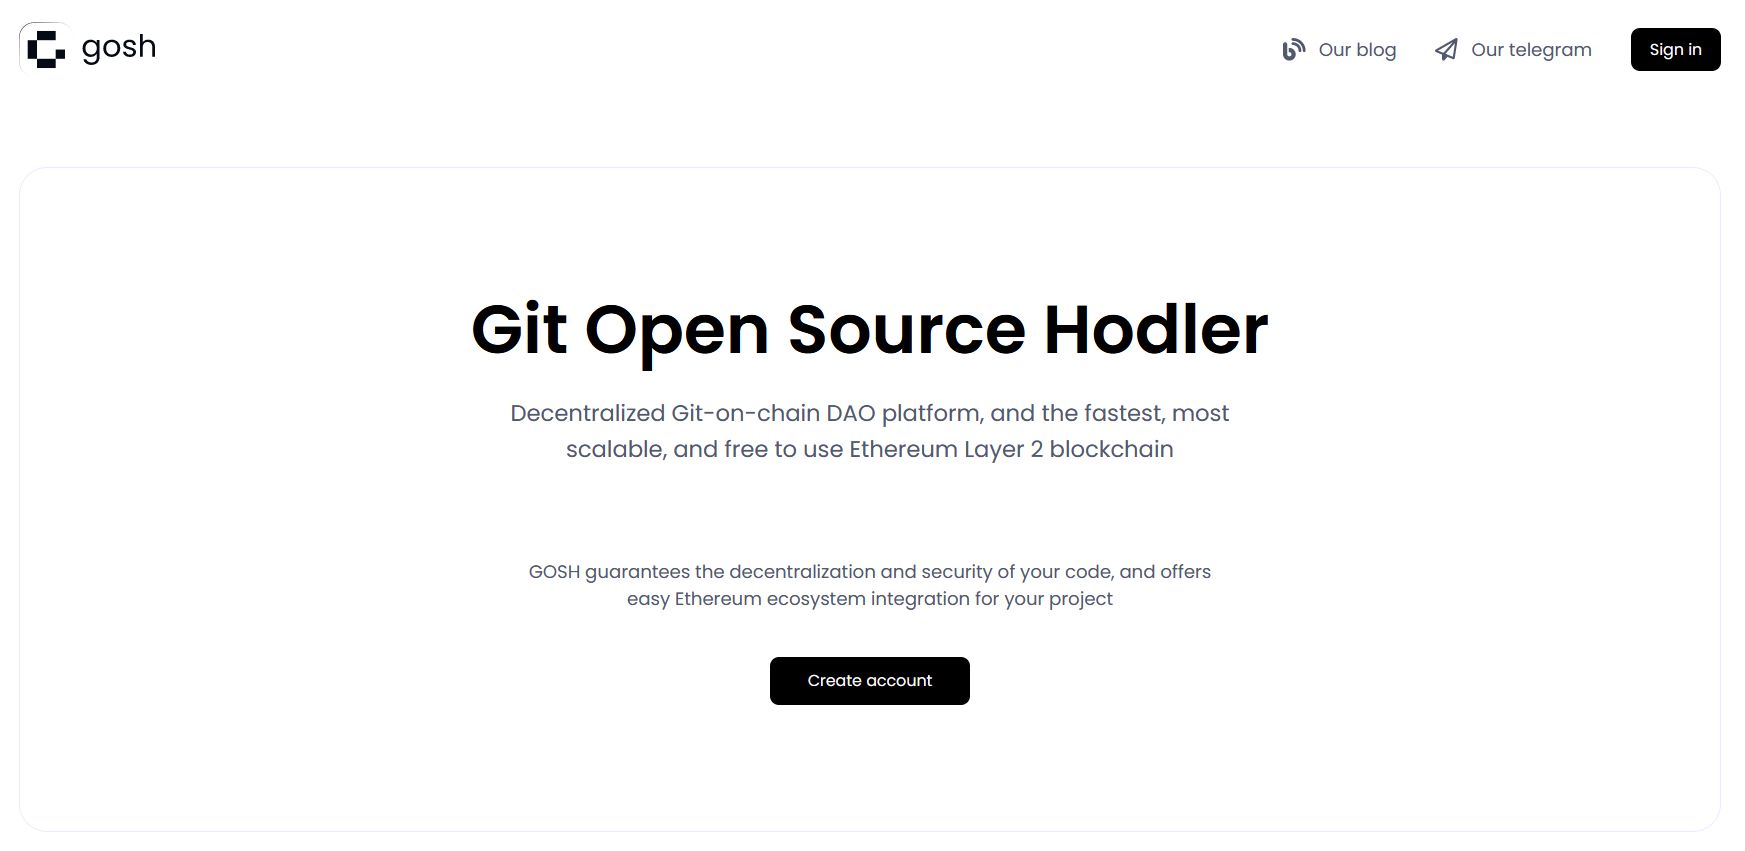 gosh
Our blog
Our telegram
Sign in
Git Open Source Hodler
Decentralized Git-on-chain DAO platform, and the fastest, most
scalable, and free to use Ethereum Layer 2 blockchain
GOSH guarantees the decentralization and security of your code, and offers
easy Ethereum ecosystem integration for your project
Create account